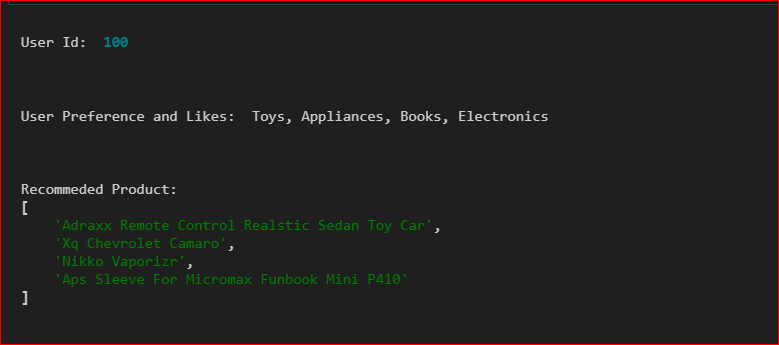 User Id:  100
User Preference and Likes:  Toys, Appliances, Books, Electronics
Recommeded Product:
[
    'Adraxx Remote Control Realstic Sedan Toy Car',
    'Xq Chevrolet Camaro',
    'Nikko Vaporizr',
    'Aps Sleeve For Micromax Funbook Mini P410'
]